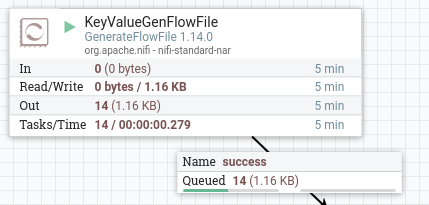 KeyValueGenFlowFile
GenerateFlowFile 1.14.0
org.apache.nifi - nifi-standard-nar
In 0 (0 bytes) 5 min
Read/Write 0 bytes / 1.16 KB 5 min
Out 14 (1.16 KB) 5 min
Tasks/Time 14 / 00:00:00.279 5 min
Name success
Queued 14 (1.16 KB)